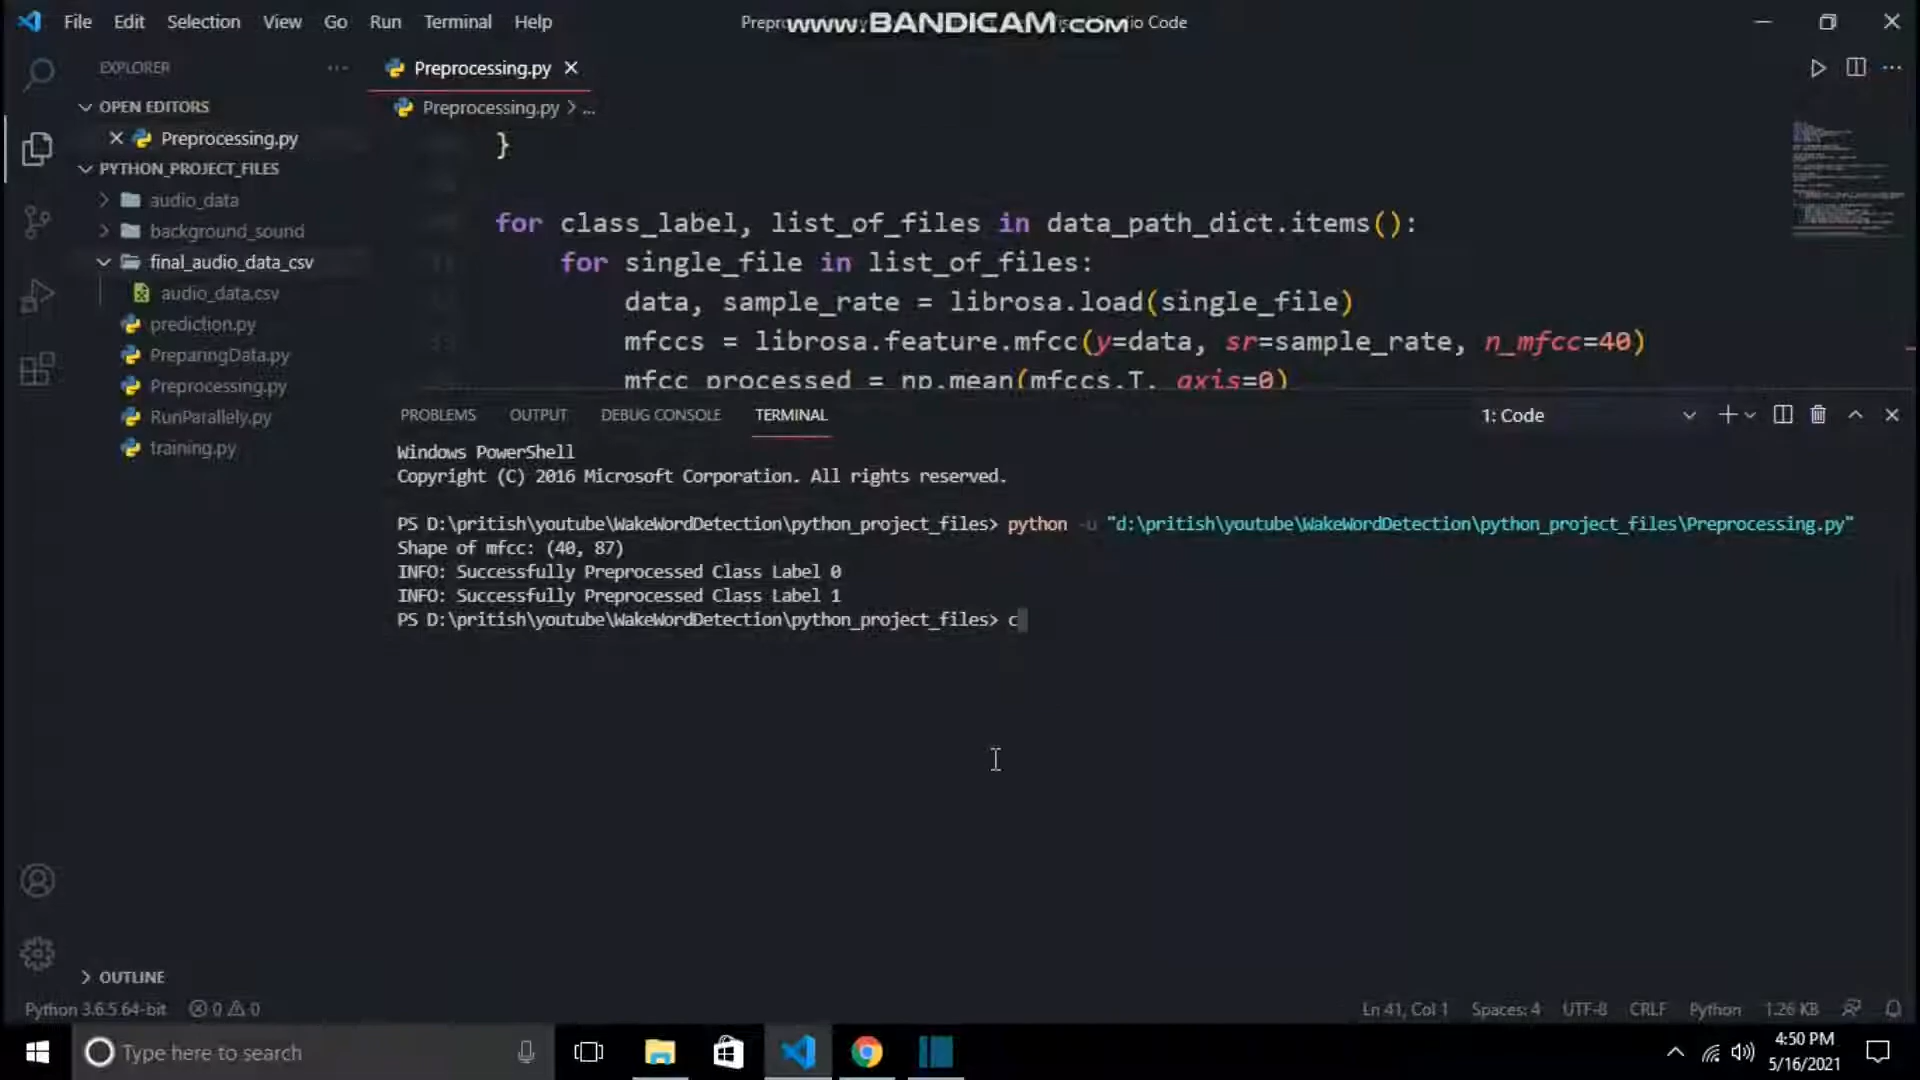 File Edit Selection View Go Run Terminal Help
www.BANDICAM.com
EXPLORER
OPEN EDITORS
Preprocessing.py
PYTHON_PROJECT_FILES
audio_data
background_sound
final_audio_data_csv
audio_data.csv
prediction.py
PreparingData.py
Preprocessing.py
RunParallely.py
training.py
OUTLINE
Preprocessing.py
Preprocessing.py > ...
}
for class_label, list_of_files in data_path_dict.items():
for single_file in list_of_files:
data, sample_rate = librosa.load(single_file)
mfccs = librosa.feature.mfcc(y=data, sr=sample_rate, n_mfcc=40)
mfcc_processed = np.mean(mfccs.T, axis=0)
PROBLEMS OUTPUT DEBUG CONSOLE TERMINAL 1: Code
Windows PowerShell
Copyright (C) 2016 Microsoft Corporation. All rights reserved.
PS D:\pritish\youtube\WakeWordDetection\python_project_files> python -u "d:\pritish\youtube\WakeWordDetection\python_project_files\Preprocessing.py"
Shape of mfcc: (40, 87)
INFO: Successfully Preprocessed Class Label 0
INFO: Successfully Preprocessed Class Label 1
PS D:\pritish\youtube\WakeWordDetection\python_project_files> c
Python 3.6.5 64-bit 0 0 Ln 41, Col 1 Spaces: 4 UTF-8 CRLF Python 1.26 KB
Type here to search
4:50 PM
5/16/2021